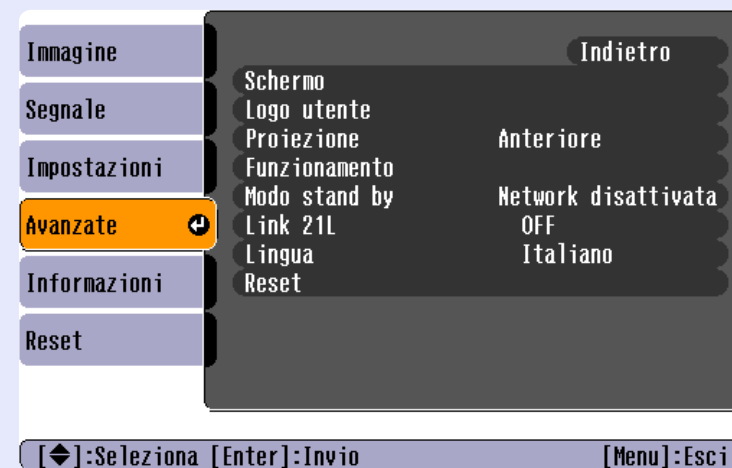 Immagine
Segnale
Impostazioni
Avanzate
Informazioni
Reset
Indietro
Schermo
Logo utente
Proiezione Anteriore
Funzionamento
Modo stand by Network disattivata
Link 21L OFF
Lingua Italiano
Reset
[◆]:Seleziona [Enter]:Invio [Menu]:Esci